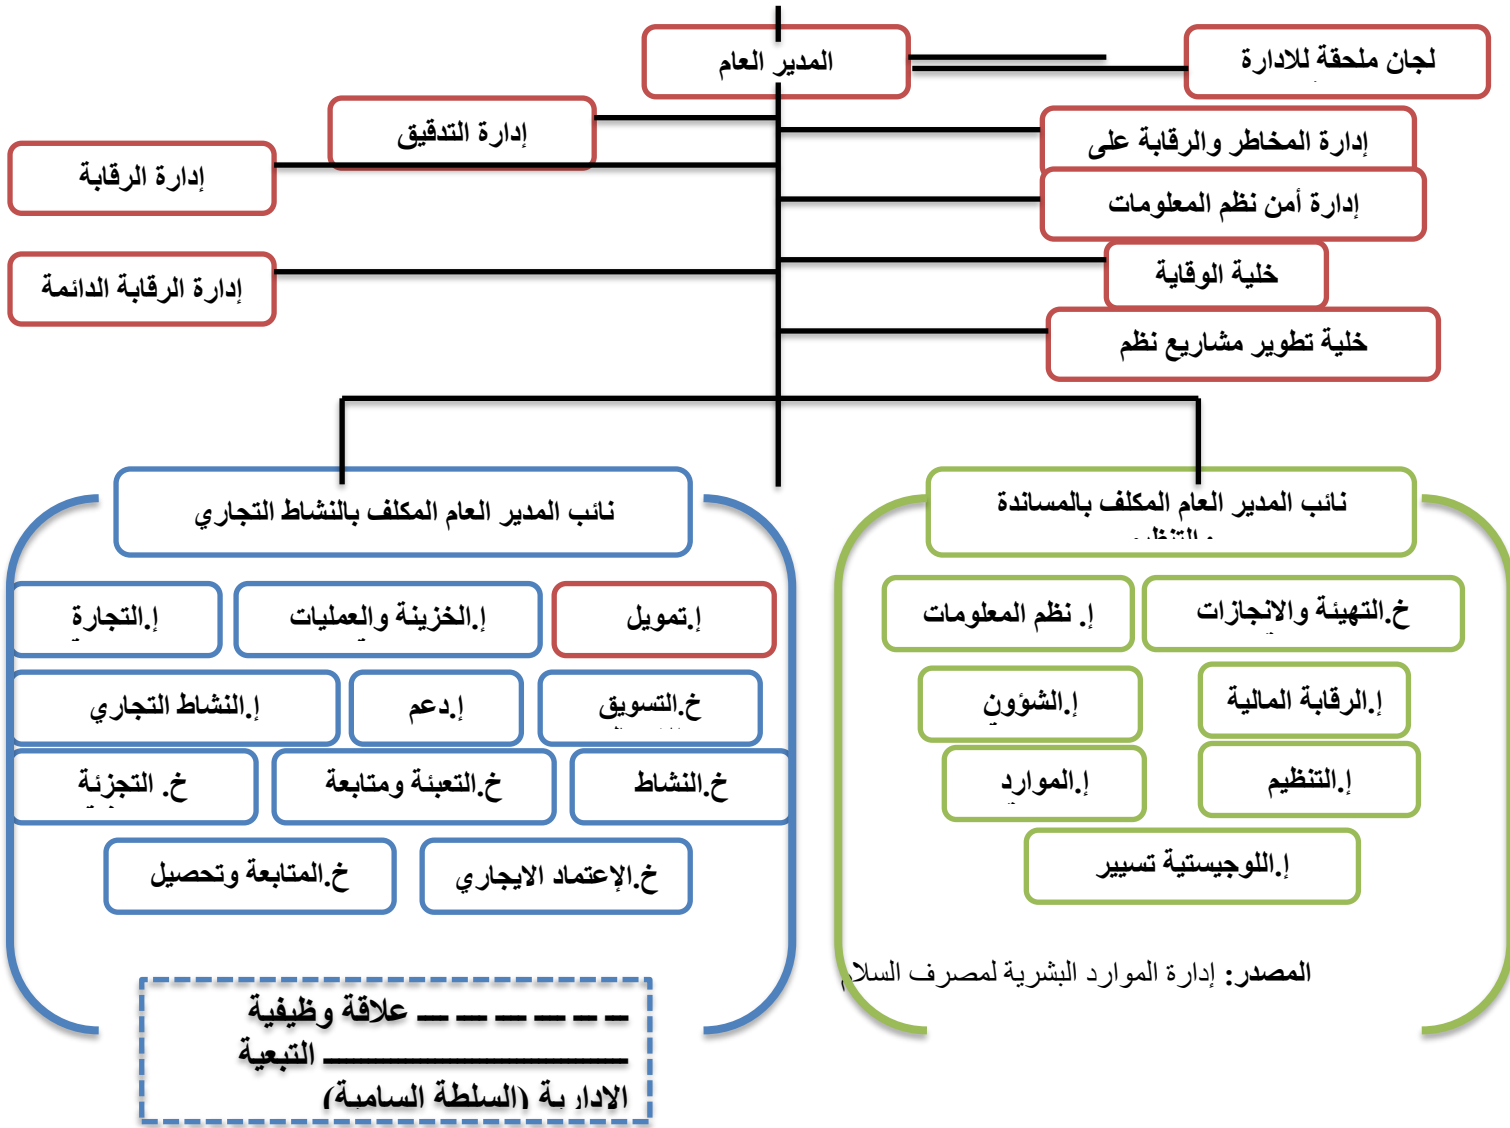 المدير العام
لجان ملحقة للادارة
إدارة التدقيق
إدارة المخاطر والرقابة على
إدارة الرقابة
إدارة أمن نظم المعلومات
خلية الوقاية
إدارة الرقابة الدائمة
خلية تطوير مشاريع نظم
نائب المدير العام المكلف بالمساندة
والتنظيم
نائب المدير العام المكلف بالنشاط التجاري
خ.التهيئة والانجازات
إ. نظم المعلومات
إ.تمويل
إ.الخزينة والعمليات
إ.التجارة
إ.الرقابة المالية
إ.الشؤون
خ.التسويق
إ.دعم
إ.النشاط التجاري
إ.التنظيم
إ.الموارد
خ.النشاط
خ.التعبئة ومتابعة
خ. التجزئة
إ.اللوجيستية تسيير
خ.الإعتماد الايجاري
خ.المتابعة وتحصيل
المصدر: إدارة الموارد البشرية لمصرف السلام
علاقة وظيفية
التبعية
الادارية (السلطة السامية)